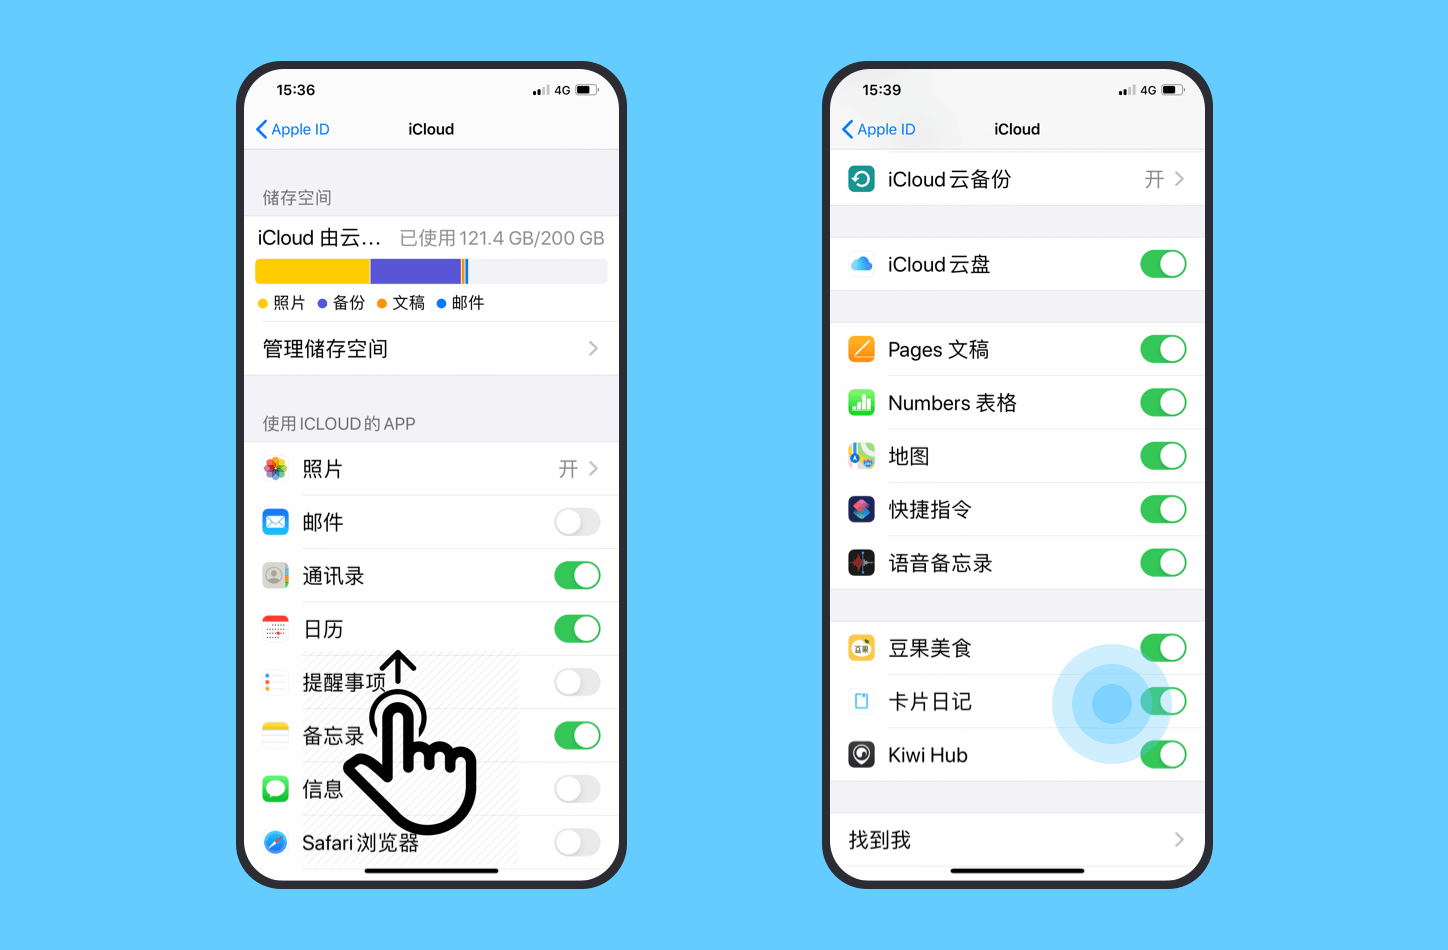 15:36
4G
Apple ID
iCloud
储存空间
iCloud 由云... 已使用 121.4 GB/200 GB
照片 备份 文稿 邮件
管理储存空间
使用 ICLOUD 的 APP
照片 开
邮件
通讯录
日历
提醒事项
备忘录
信息
Safari 浏览器
15:39
4G
Apple ID
iCloud
iCloud 云备份 开
iCloud 云盘
Pages 文稿
Numbers 表格
地图
快捷指令
语音备忘录
豆果
豆果美食
卡片日记
Kiwi Hub
找到我